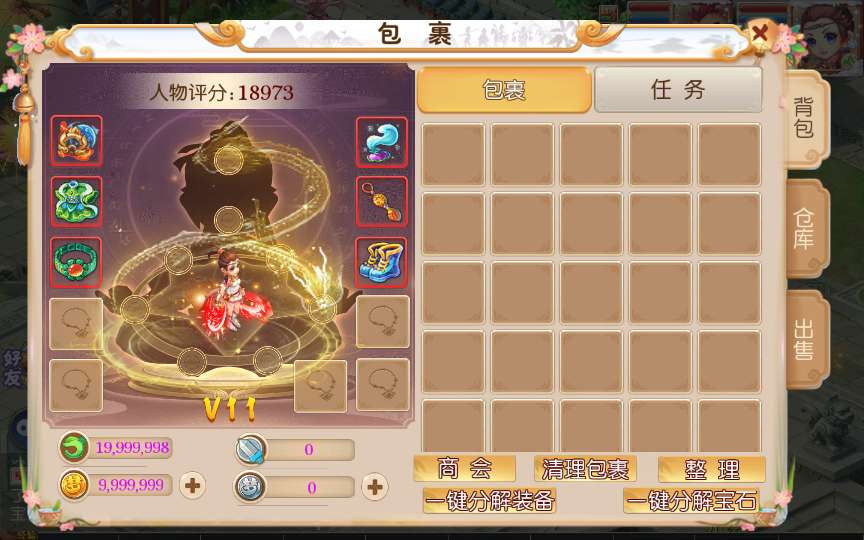 包 裹
人物评分:18973
包裹
任 务
背包
仓库
出售
好友
V11
19,999,998
0
9,999,999
0
商 会
清理包裹
整 理
一键分解装备
一键分解宝石